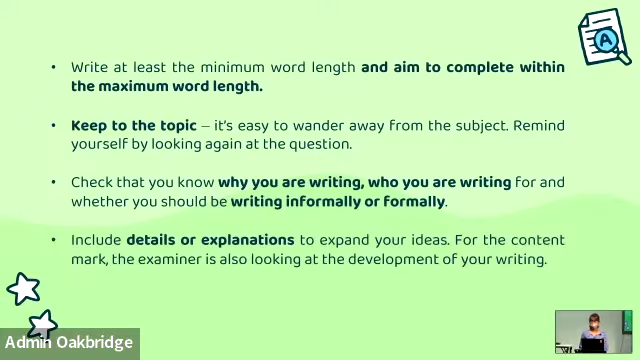 A
• Write at least the minimum word length and aim to complete within
the maximum word length.
• Keep to the topic – it's easy to wander away from the subject. Remind
yourself by looking again at the question.
• Check that you know why you are writing, who you are writing for and
whether you should be writing informally or formally.
• Include details or explanations to expand your ideas. For the content
mark, the examiner is also looking at the development of your writing.
Admin Oakbridge